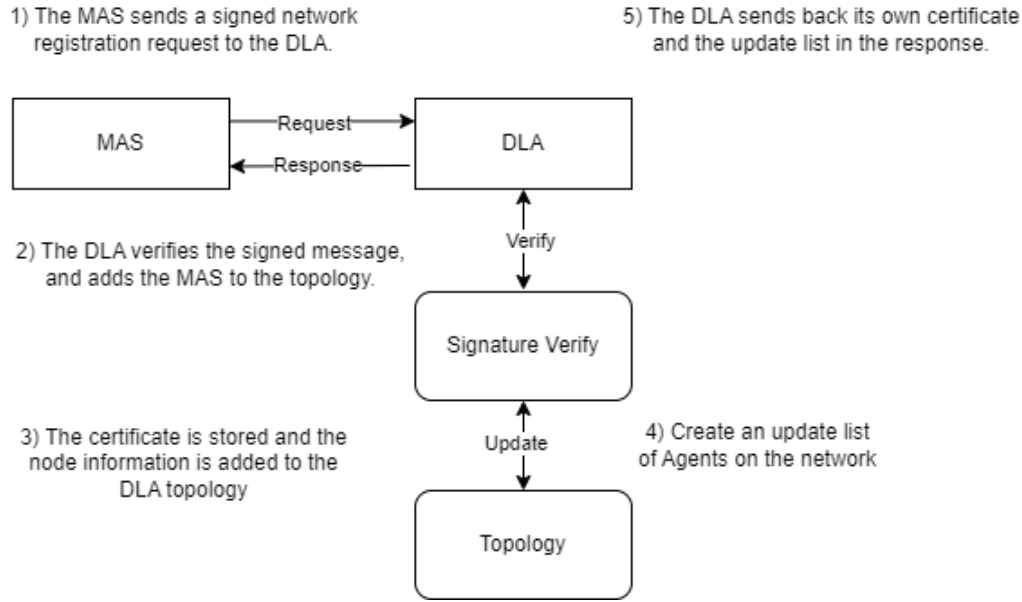 1) The MAS sends a signed network
registration request to the DLA.
5) The DLA sends back its own certificate
and the update list in the response.
MAS
Request
Response
DLA
2) The DLA verifies the signed message,
and adds the MAS to the topology.
Verify
Signature Verify
3) The certificate is stored and the
node information is added to the
DLA topology
Update
4) Create an update list
of Agents on the network
Topology